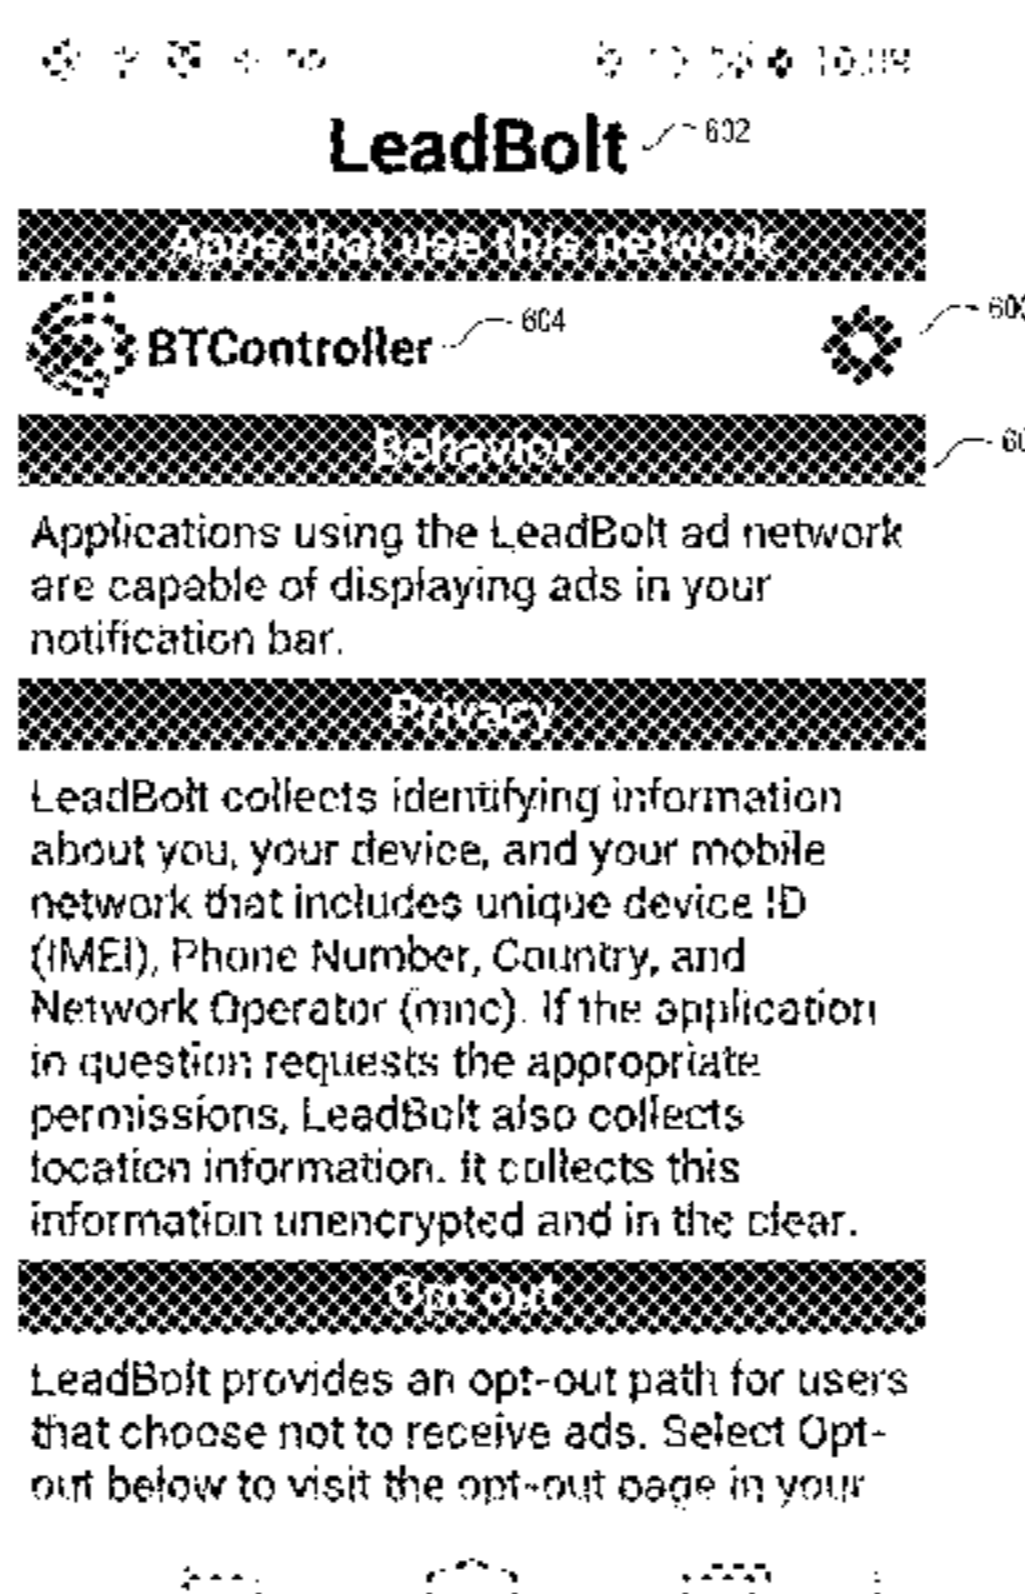 LeadBolt 602
Apps that use this network
BTController 604
Behavior
Applications using the LeadBolt ad network
are capable of displaying ads in your
notification bar.
Privacy
LeadBolt collects identifying information
about you, your device, and your mobile
network that includes unique device ID
(IMEI), Phone Number, Country, and
Network Operator (mnc). If the application
in question requests the appropriate
permissions, LeadBolt also collects
location information. It collects this
information unencrypted and in the clear.
Opt out
LeadBolt provides an opt-out path for users
that choose not to receive ads. Select Opt-
out below to visit the opt-out page in your